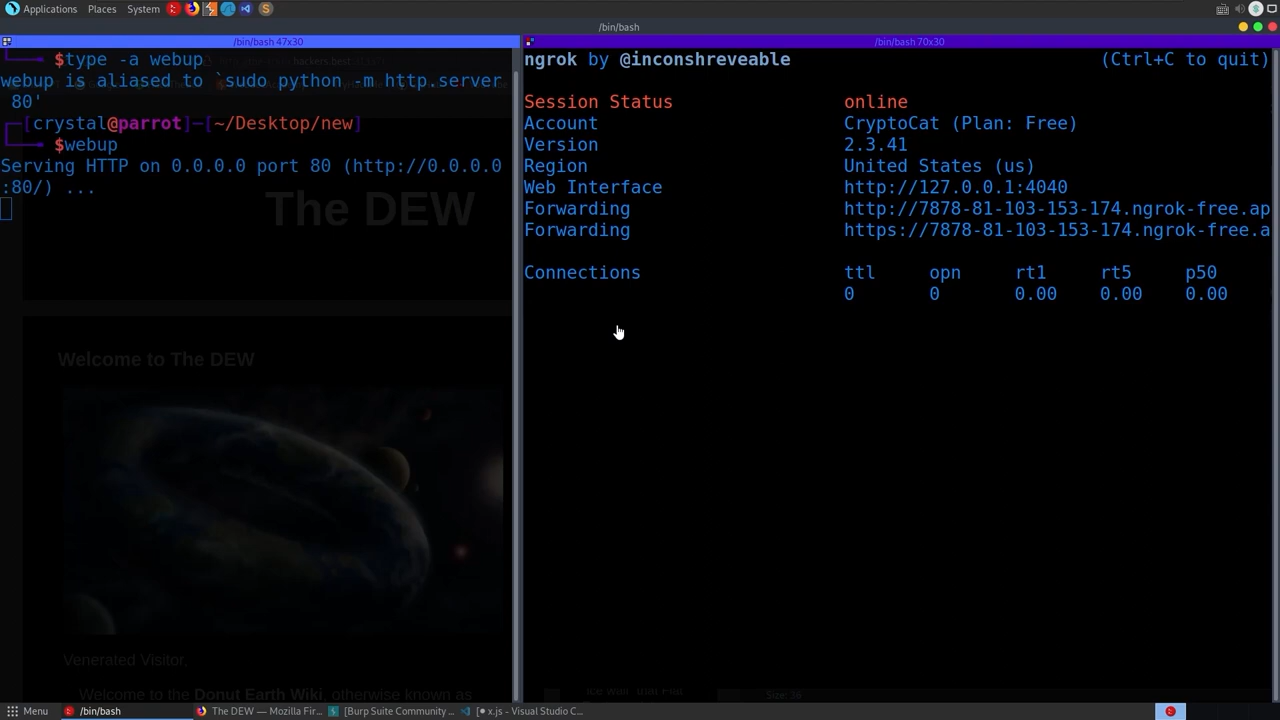 Applications Places System
/bin/bash
/bin/bash 47x30
$type -a webup
webup is aliased to `sudo python -m http.server
80'
[crystal@parrot]-[~/Desktop/new]
$webup
Serving HTTP on 0.0.0.0 port 80 (http://0.0.0.0
:80/) ...
The DEW
Welcome to The DEW
Venerated Visitor,
Welcome to the Donut Earth Wiki, otherwise known as
/bin/bash 70x30
ngrok by @inconshreveable (Ctrl+C to quit)
Session Status online
Account CryptoCat (Plan: Free)
Version 2.3.41
Region United States (us)
Web Interface http://127.0.0.1:4040
Forwarding http://7878-81-103-153-174.ngrok-free.ap
Forwarding https://7878-81-103-153-174.ngrok-free.a
Connections ttl opn rt1 rt5 p50
0 0 0.00 0.00 0.00
Size: 36
Menu /bin/bash The DEW — Mozilla Fir... [Burp Suite Community ... [● x.js - Visual Studio C...